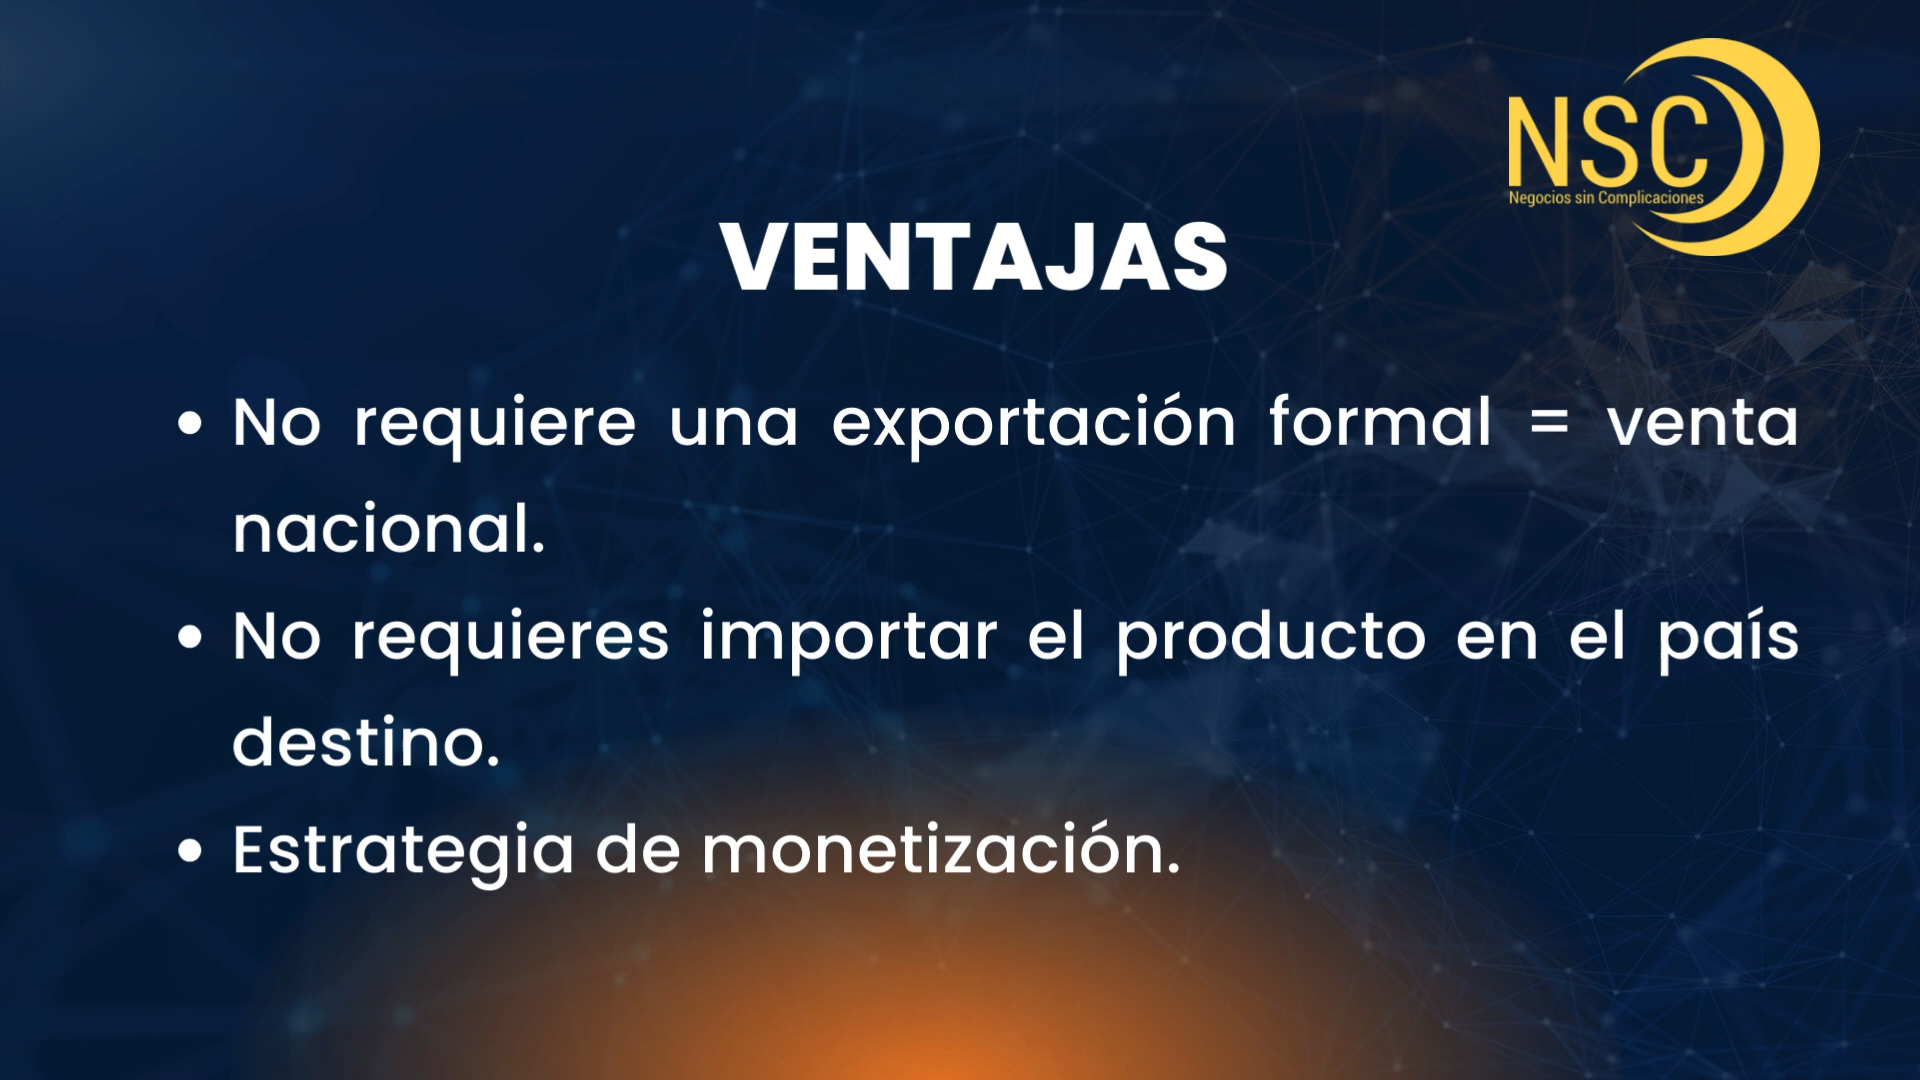 NSC
Negocios sin Complicaciones
VENTAJAS
• No requiere una exportación formal = venta
nacional.
• No requieres importar el producto en el país
destino.
• Estrategia de monetización.